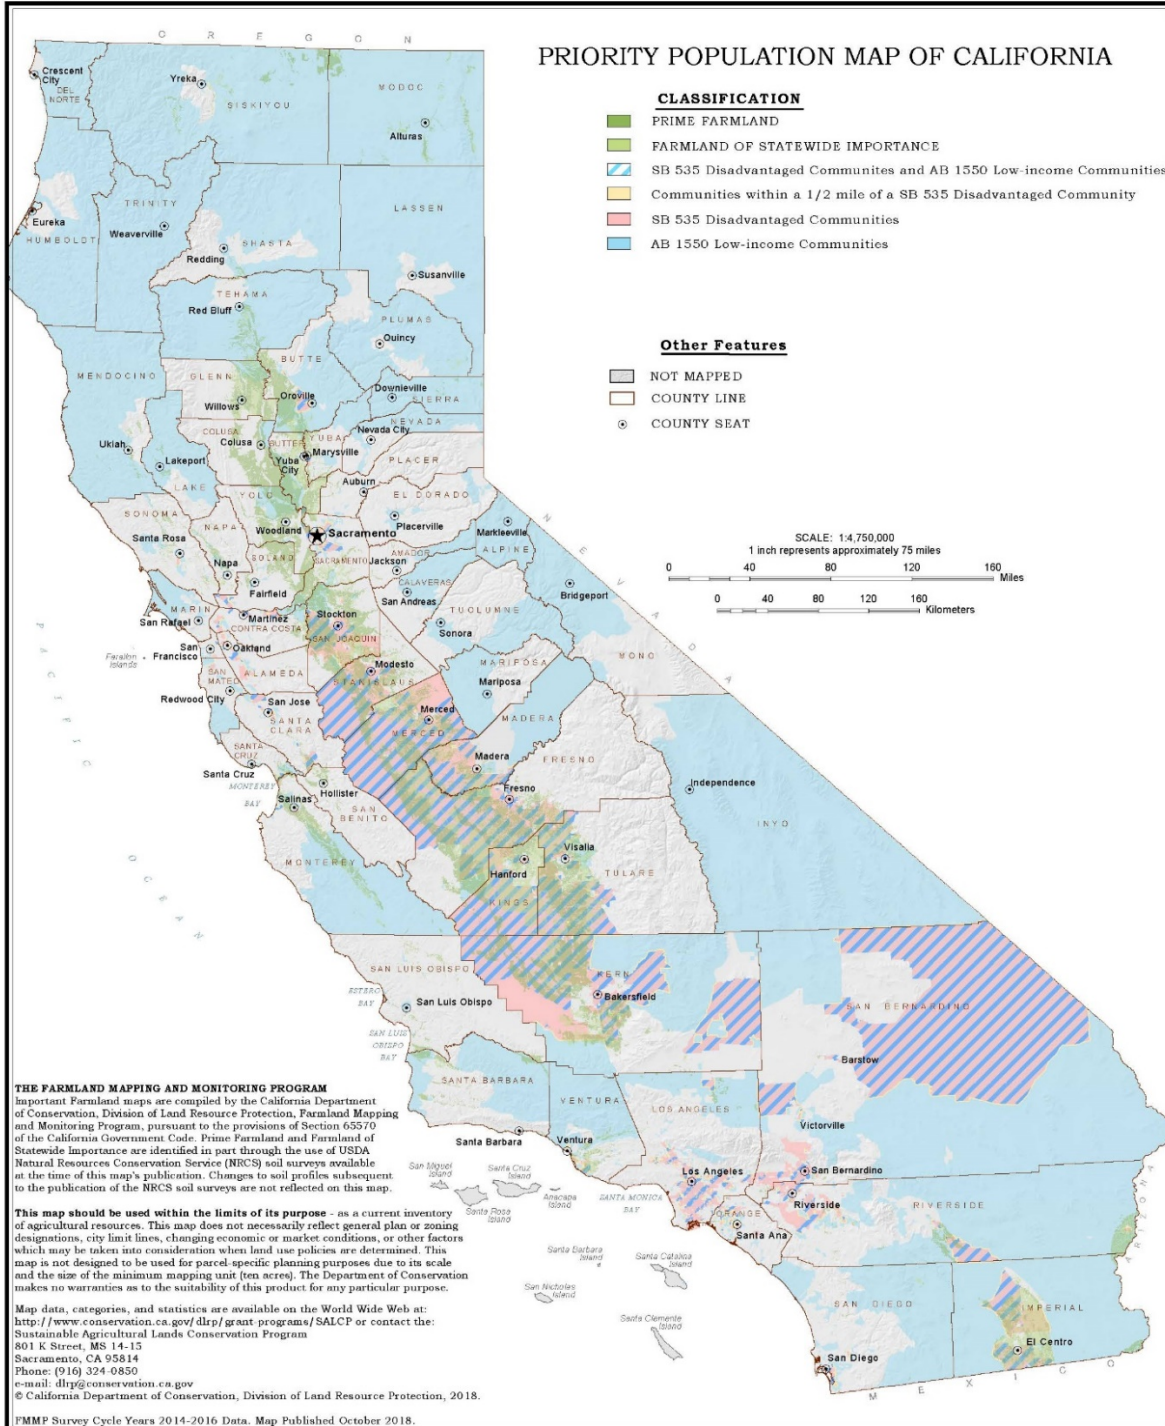 PRIORITY POPULATION MAP OF CALIFORNIA
CLASSIFICATION
PRIME FARMLAND
FARMLAND OF STATEWIDE IMPORTANCE
SB 535 Disadvantaged Communites and AB 1550 Low-income Communities
Communities within a 1/2 mile of a SB 535 Disadvantaged Community
SB 535 Disadvantaged Communities
AB 1550 Low-income Communities
Other Features
NOT MAPPED
COUNTY LINE
COUNTY SEAT
SCALE: 1:4,750,000
1 inch represents approximately 75 miles
0 40 80 120 160 Miles
0 40 80 120 160 Kilometers
OREGON
NEVADA
ARIZONA
MEXICO
PACIFIC
OCEAN
Crescent City
DEL NORTE
Yreka
SISKIYOU
MODOC
Alturas
Eureka
HUMBOLDT
TRINITY
Weaverville
Redding
SHASTA
LASSEN
Susanville
TEHAMA
Red Bluff
PLUMAS
Quincy
MENDOCINO
GLENN
Willows
BUTTE
Oroville
Downieville
SIERRA
NEVADA
Nevada City
COLUSA
Colusa
SUTTER
YUBA
Yuba City
Marysville
PLACER
Auburn
Ukiah
Lakeport
LAKE
YOLO
EL DORADO
Placerville
SONOMA
Santa Rosa
NAPA
Napa
Woodland
Sacramento
SACRAMENTO
SOLANO
Fairfield
AMADOR
Jackson
ALPINE
Markleeville
CALAVERAS
San Andreas
TUOLUMNE
Sonora
Bridgeport
MONO
MARIN
San Rafael
Martinez
CONTRA COSTA
Stockton
SAN JOAQUIN
San Francisco
Oakland
Farallon Islands
SAN MATEO
ALAMEDA
Redwood City
Modesto
STANISLAUS
MARIPOSA
Mariposa
San Jose
SANTA CLARA
Merced
MERCED
MADERA
Madera
SANTA CRUZ
Santa Cruz
MONTEREY BAY
Hollister
Salinas
SAN BENITO
FRESNO
Fresno
Independence
INYO
MONTEREY
Hanford
KINGS
Visalia
TULARE
SAN LUIS OBISPO
ESTERO BAY
San Luis Obispo
SAN LUIS OBISPO BAY
KERN
Bakersfield
SAN BERNARDINO
Barstow
SANTA BARBARA
Santa Barbara
VENTURA
Ventura
LOS ANGELES
Los Angeles
Victorville
San Bernardino
San Miguel Island
Santa Cruz Island
Santa Rosa Island
Anacapa Island
SANTA MONICA BAY
ORANGE
Santa Ana
Riverside
RIVERSIDE
Santa Barbara Island
Santa Catalina Island
San Nicholes Island
Santa Clemente Island
SAN DIEGO
San Diego
IMPERIAL
El Centro
THE FARMLAND MAPPING AND MONITORING PROGRAM
Important Farmland maps are compiled by the California Department
of Conservation, Division of Land Resource Protection, Farmland Mapping
and Monitoring Program, pursuant to the provisions of Section 65570
of the California Government Code. Prime Farmland and Farmland of
Statewide Importance are identified in part through the use of USDA
Natural Resources Conservation Service (NRCS) soil surveys available
at the time of this map's publication. Changes to soil profiles subsequent
to the publication of the NRCS soil surveys are not reflected on this map.
This map should be used within the limits of its purpose - as a current inventory
of agricultural resources. This map does not necessarily reflect general plan or zoning
designations, city limit lines, changing economic or market conditions, or other factors
which may be taken into consideration when land use policies are determined. This
map is not designed to be used for parcel-specific planning purposes due to its scale
and the size of the minimum mapping unit (ten acres). The Department of Conservation
makes no warranties as to the suitability of this product for any particular purpose.
Map data, categories, and statistics are available on the World Wide Web at:
http://www.conservation.ca.gov/dlrp/grant-programs/SALCP or contact the:
Sustainable Agricultural Lands Conservation Program
801 K Street, MS 14-15
Sacramento, CA 95814
Phone: (916) 324-0850
e-mail: dlrp@conservation.ca.gov
© California Department of Conservation, Division of Land Resource Protection, 2018.
FMMP Survey Cycle Years 2014-2016 Data. Map Published October 2018.